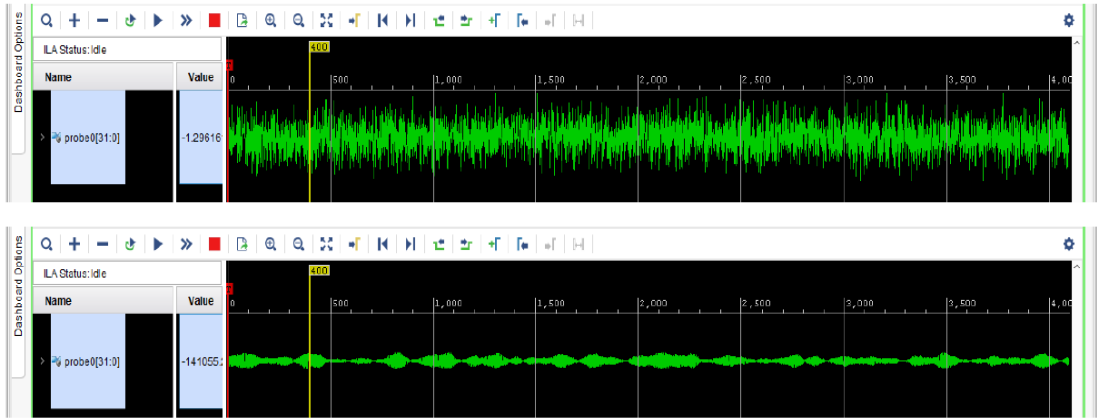 Dashboard Options
ILA Status: Idle
Name Value
probe0[31:0] -1.29616
400
0 500 1,000 1,500 2,000 2,500 3,000 3,500 4,00
Dashboard Options
ILA Status: Idle
Name Value
probe0[31:0] -141055.
400
0 500 1,000 1,500 2,000 2,500 3,000 3,500 4,00